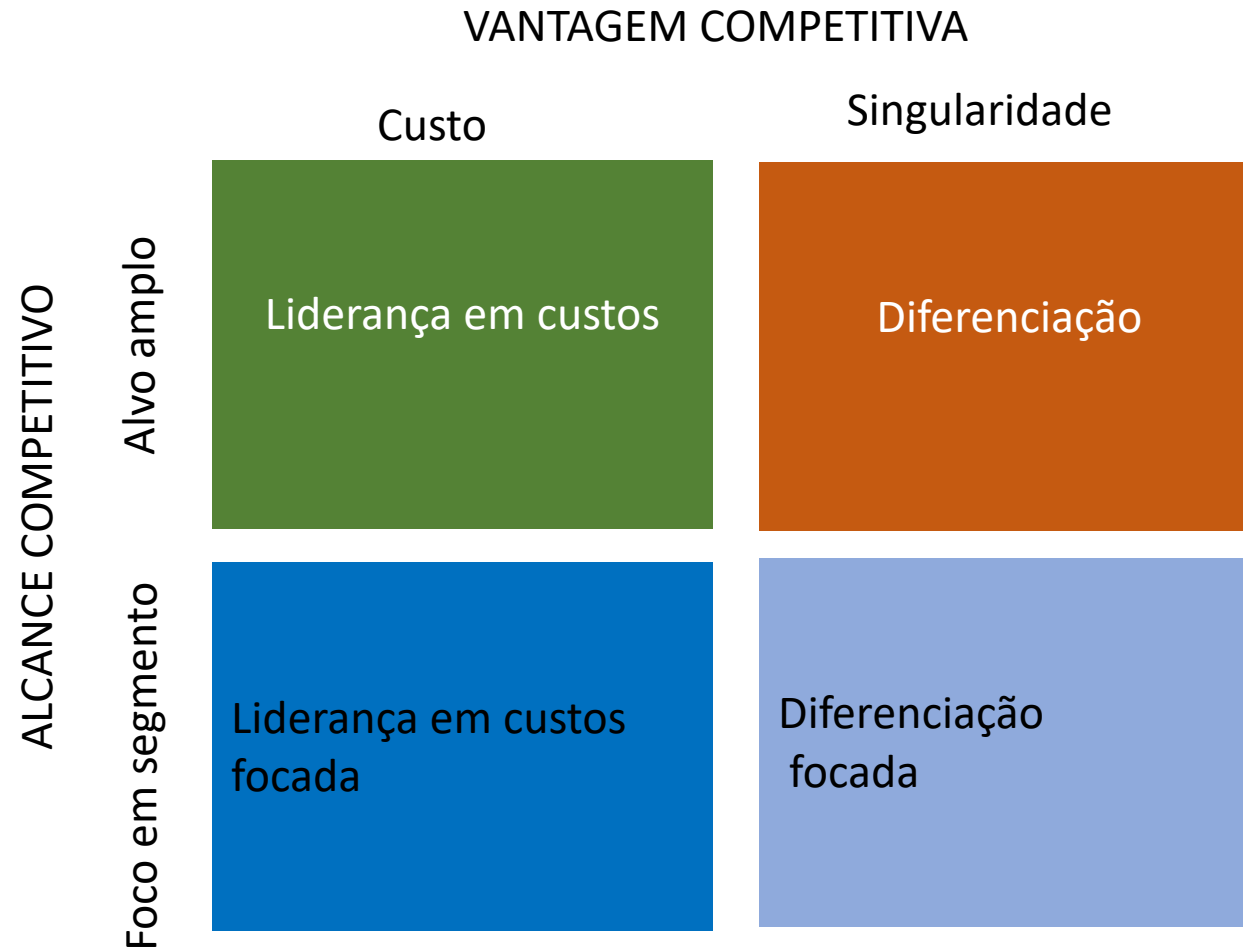 VANTAGEM COMPETITIVA
Custo
Singularidade
ALCANCE COMPETITIVO
Alvo amplo
Liderança em custos
Diferenciação
Foco em segmento
Liderança em custos
focada
Diferenciação
focada